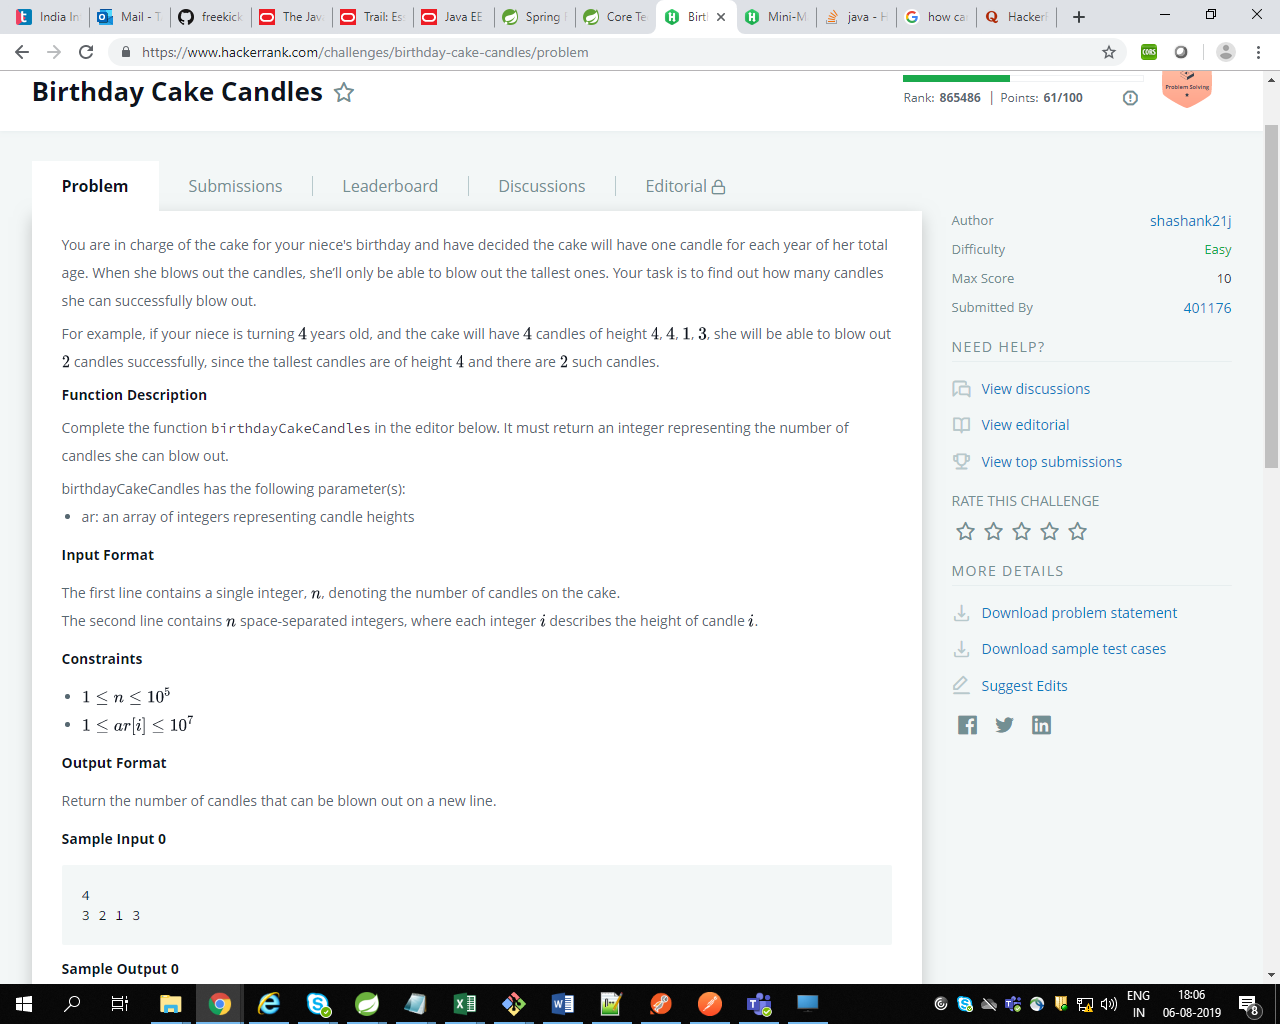 India In
Mail - T
freekick
The Jav
Trail: Es
Java EE
Spring
Core Te
Birt
Mini-M
java - H
how ca
Hackerl
https://www.hackerrank.com/challenges/birthday-cake-candles/problem
CORS
Birthday Cake Candles
Rank: 865486 | Points: 61/100
Problem Solving
Problem
Submissions
Leaderboard
Discussions
Editorial
You are in charge of the cake for your niece's birthday and have decided the cake will have one candle for each year of her total
age. When she blows out the candles, she'll only be able to blow out the tallest ones. Your task is to find out how many candles
she can successfully blow out.
For example, if your niece is turning 4 years old, and the cake will have 4 candles of height 4, 4, 1, 3, she will be able to blow out
2 candles successfully, since the tallest candles are of height 4 and there are 2 such candles.
Function Description
Complete the function birthdayCakeCandles in the editor below. It must return an integer representing the number of
candles she can blow out.
birthdayCakeCandles has the following parameter(s):
• ar: an array of integers representing candle heights
Input Format
The first line contains a single integer, n, denoting the number of candles on the cake.
The second line contains n space-separated integers, where each integer i describes the height of candle i.
Constraints
• 1 ≤ n ≤ 10⁵
• 1 ≤ ar[i] ≤ 10⁷
Output Format
Return the number of candles that can be blown out on a new line.
Sample Input 0
4
3 2 1 3
Sample Output 0
Author shashank21j
Difficulty Easy
Max Score 10
Submitted By 401176
NEED HELP?
View discussions
View editorial
View top submissions
RATE THIS CHALLENGE
MORE DETAILS
Download problem statement
Download sample test cases
Suggest Edits
ENG
IN
18:06
06-08-2019
8